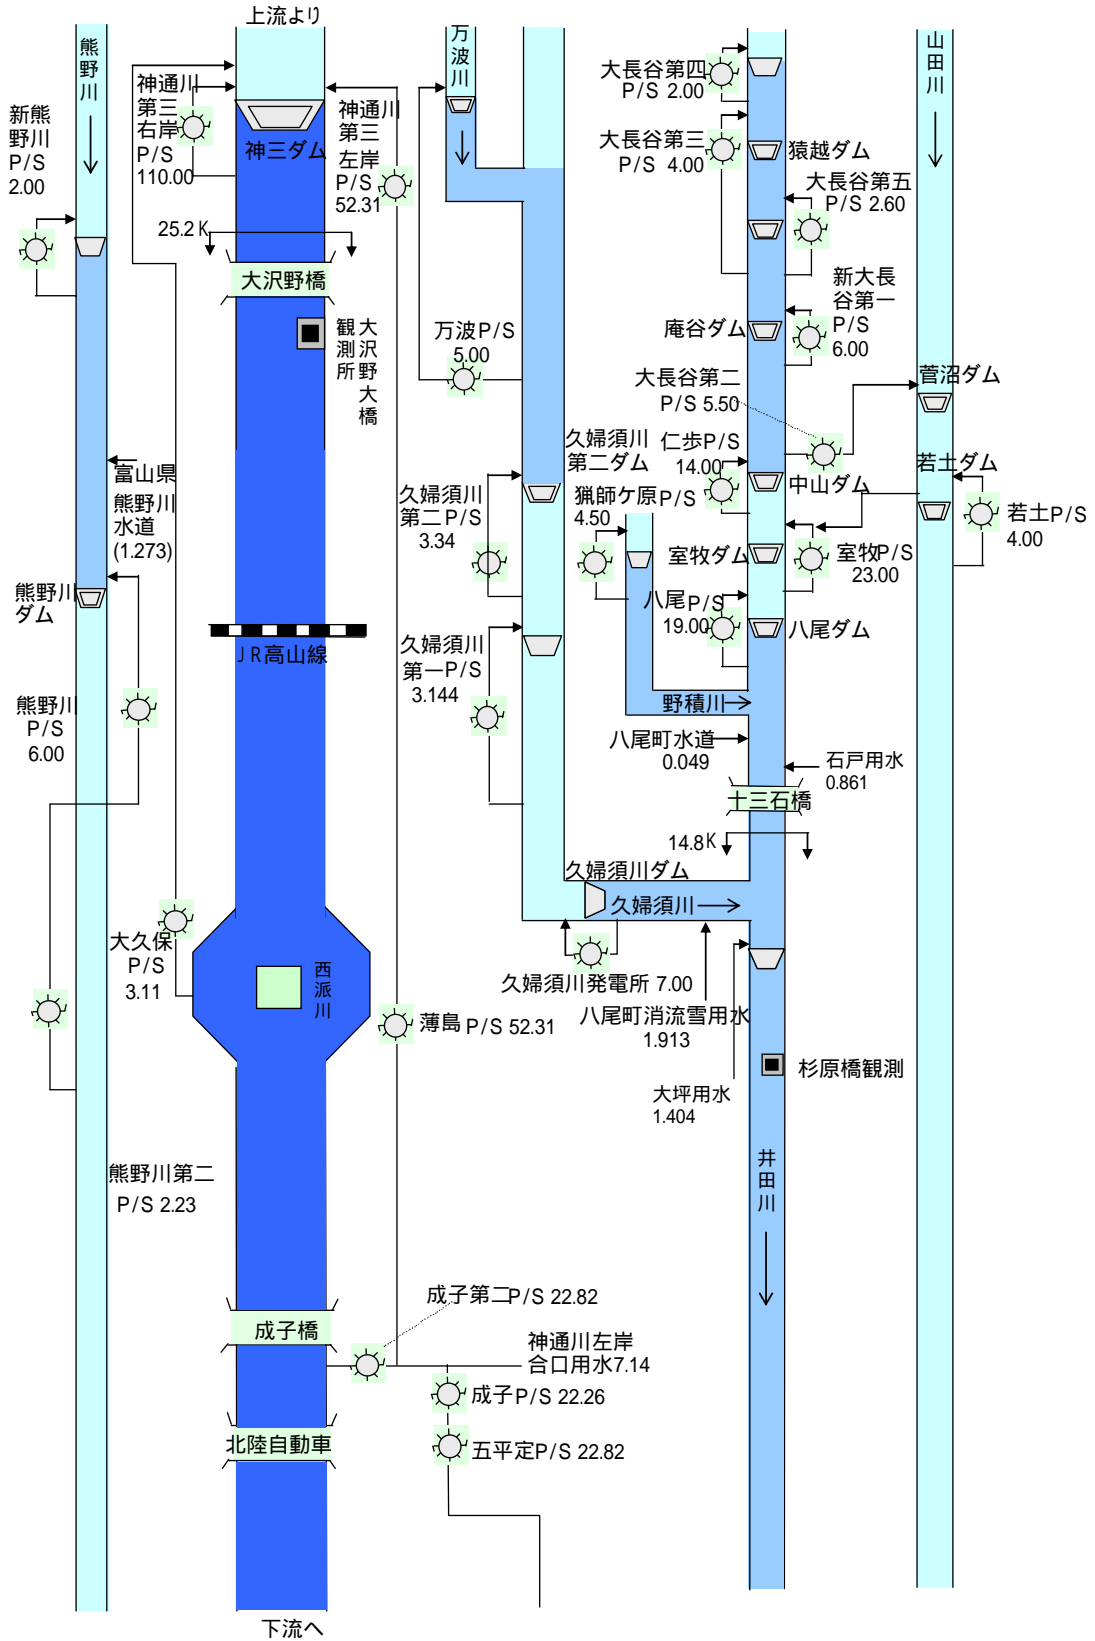 上流より
熊野川
新熊
野川
P/S
2.00
神通川
第三
右岸
P/S
110.00
神三ダム
神通川
第三
左岸
P/S
52.31
25.2K
大沢野橋
大沢野大橋
観測所
万波川
万波P/S
5.00
大長谷第四
P/S 2.00
大長谷第三
P/S 4.00
猿越ダム
大長谷第五
P/S 2.60
庵谷ダム
新大長
谷第一
P/S
6.00
山田川
菅沼ダム
大長谷第二
P/S 5.50
若土ダム
若土P/S
4.00
久婦須川
第二ダム
仁歩P/S
14.00
中山ダム
猟師ケ原P/S
4.50
室牧ダム
室牧P/S
23.00
八尾P/S
19.00
八尾ダム
久婦須川
第二P/S
3.34
久婦須川
第一P/S
3.144
富山県
熊野川
水道
(1.273)
熊野川
ダム
熊野川
P/S
6.00
JR高山線
野積川
八尾町水道
0.049
石戸用水
0.861
十三石橋
14.8K
久婦須川ダム
久婦須川
久婦須川発電所 7.00
八尾町消流雪用水
1.913
大坪用水
1.404
杉原橋観測
井田川
大久保
P/S
3.11
西派川
薄島P/S 52.31
熊野川第二
P/S 2.23
成子第二P/S 22.82
成子橋
神通川左岸
合口用水7.14
成子P/S 22.26
北陸自動車
五平定P/S 22.82
下流へ